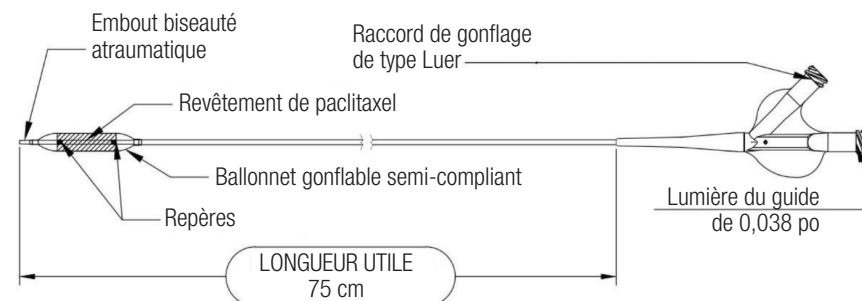 Embout biseauté
atraumatique
Raccord de gonflage
de type Luer
Revêtement de paclitaxel
Ballonnet gonflable semi-compliant
Repères
Lumière du guide
de 0,038 po
LONGUEUR UTILE
75 cm